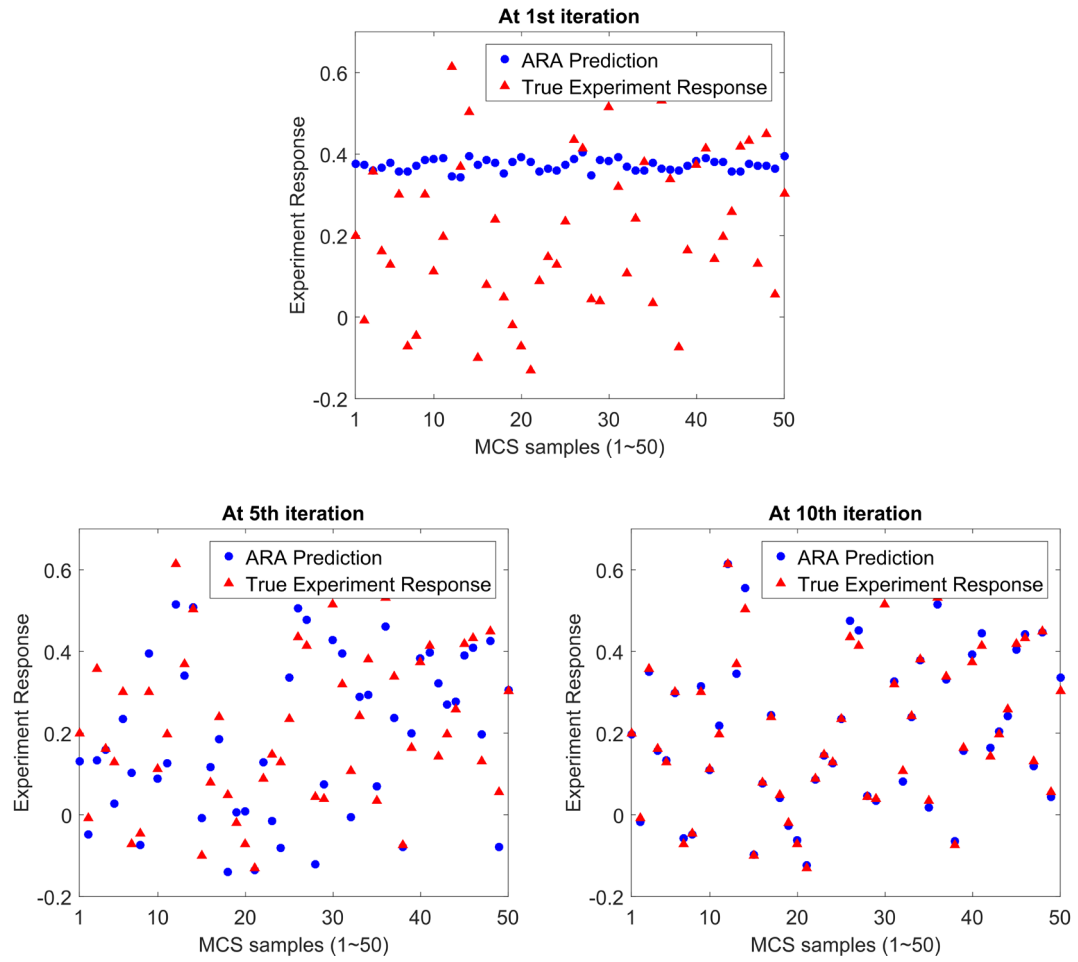 At 1st iteration
ARA Prediction
True Experiment Response
Experiment Response
0.6
0.4
0.2
0
-0.2
1 10 20 30 40 50
MCS samples (1~50)
At 5th iteration
ARA Prediction
True Experiment Response
Experiment Response
0.6
0.4
0.2
0
-0.2
1 10 20 30 40 50
MCS samples (1~50)
At 10th iteration
ARA Prediction
True Experiment Response
Experiment Response
0.6
0.4
0.2
0
-0.2
1 10 20 30 40 50
MCS samples (1~50)